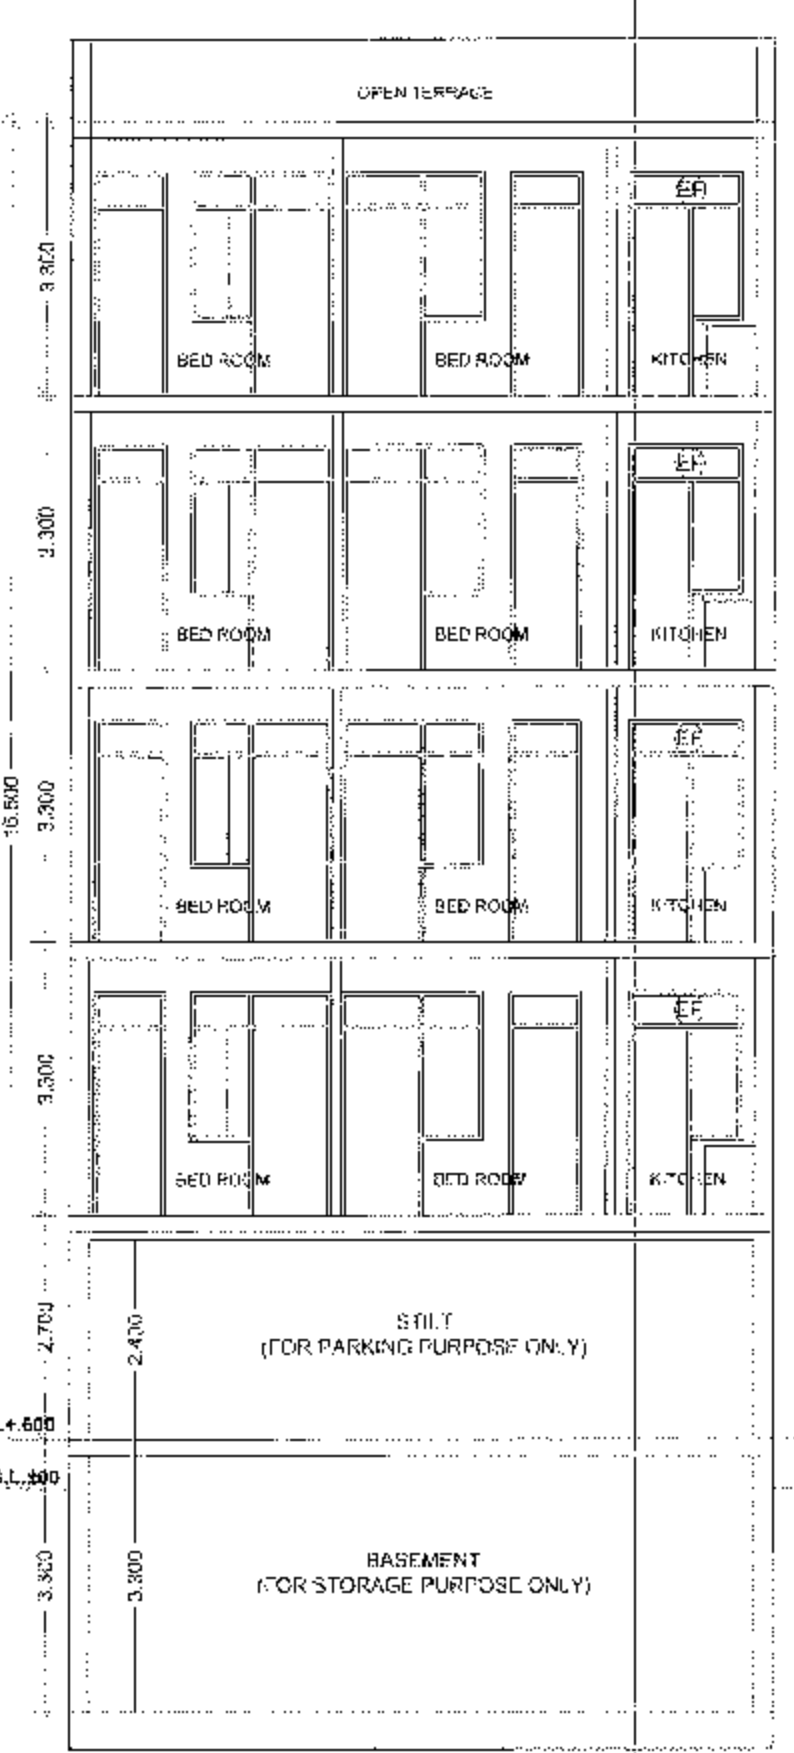 OPEN TERRACE
3.300
BED ROOM
BED ROOM
KITCHEN
3.300
BED ROOM
BED ROOM
KITCHEN
3.300
BED ROOM
BED ROOM
KITCHEN
3.300
BED ROOM
BED ROOM
KITCHEN
2.700
2.400
STILT
(FOR PARKING PURPOSE ONLY)
BASEMENT
(FOR STORAGE PURPOSE ONLY)
3.300
3.300